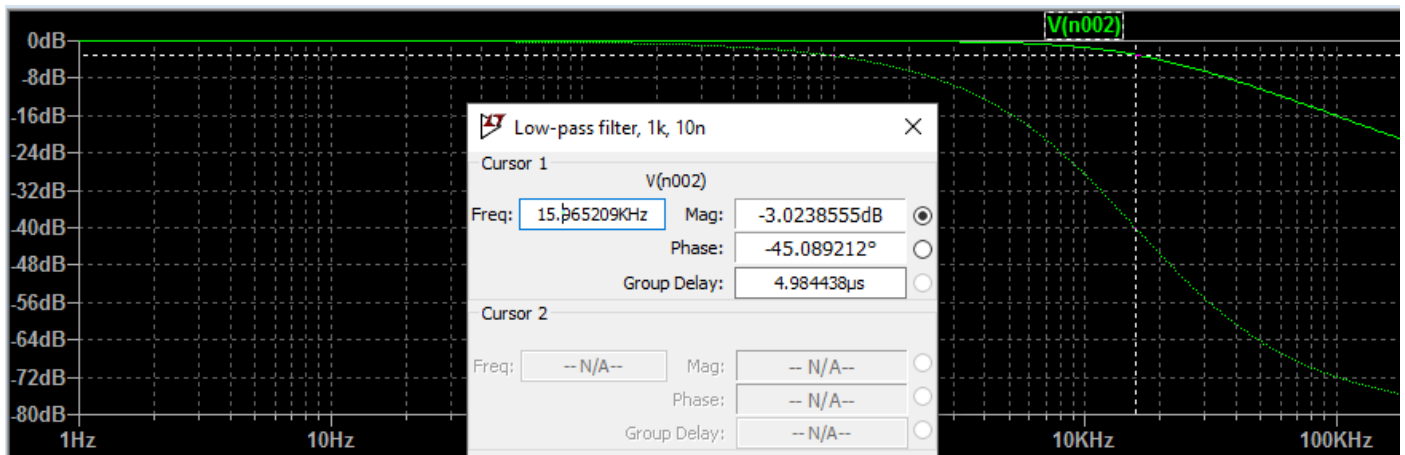 V(n002)
0dB
-8dB
-16dB
-24dB
-32dB
-40dB
-48dB
-56dB
-64dB
-72dB
-80dB
1Hz 10Hz 10KHz 100KHz
Low-pass filter, 1k, 10n
Cursor 1
V(n002)
Freq: 15.965209KHz Mag: -3.0238555dB
Phase: -45.089212°
Group Delay: 4.984438µs
Cursor 2
Freq: -- N/A-- Mag: -- N/A--
Phase: -- N/A--
Group Delay: -- N/A--